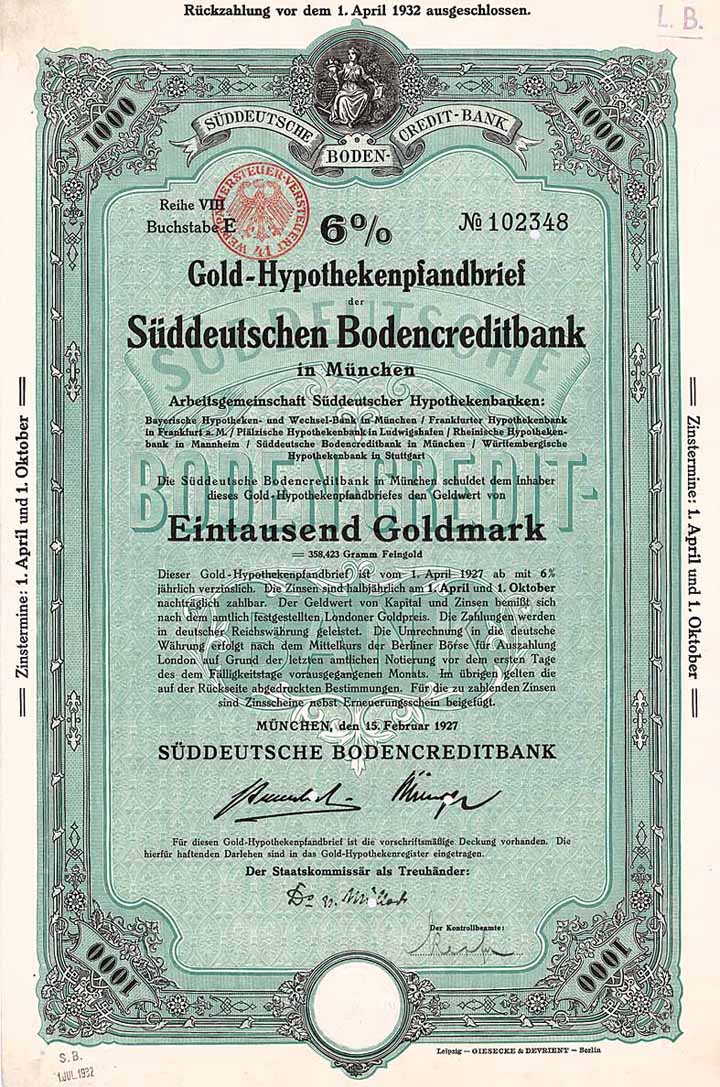 Rückzahlung vor dem 1. April 1932 ausgeschlossen.
L. B.
1000
1000
SÜDDEUTSCHE
BODEN-
CREDIT-BANK
Reihe VIII
Buchstabe E
6%
№ 102348
Gold-Hypothekenpfandbrief
der
Süddeutschen Bodencreditbank
in München
Arbeitsgemeinschaft Süddeutscher Hypothekenbanken:
Bayerische Hypotheken- und Wechsel-Bank in München / Frankfurter Hypothekenbank
in Frankfurt a. M. / Pfälzische Hypothekenbank in Ludwigshafen / Rheinische Hypotheken-
bank in Mannheim / Süddeutsche Bodencreditbank in München / Württembergische
Hypothekenbank in Stuttgart
Die Süddeutsche Bodencreditbank in München schuldet dem Inhaber
dieses Gold-Hypothekenpfandbriefes den Geldwert von
Eintausend Goldmark
= 358,423 Gramm Feingold
Dieser Gold-Hypothekenpfandbrief ist vom 1. April 1927 ab mit 6%
jährlich verzinslich. Die Zinsen sind halbjährlich am 1. April und 1. Oktober
nachträglich zahlbar. Der Geldwert von Kapital und Zinsen bemißt sich
nach dem amtlich festgestellten Londoner Goldpreis. Die Zahlungen werden
in deutscher Reichswährung geleistet. Die Umrechnung in die deutsche
Währung erfolgt nach dem Mittelkurs der Berliner Börse für Auszahlung
London auf Grund der letzten amtlichen Notierung vor dem ersten Tage
des dem Fälligkeitstage vorausgegangenen Monats. Im übrigen gelten die
auf der Rückseite abgedruckten Bestimmungen. Für die zu zahlenden Zinsen
sind Zinsscheine nebst Erneuerungsschein beigefügt.
MÜNCHEN, den 15. Februar 1927
SÜDDEUTSCHE BODENCREDITBANK
Für diesen Gold-Hypothekenpfandbrief ist die vorschriftsmäßige Deckung vorhanden. Die
hierfür haftenden Darlehen sind in das Gold-Hypothekenregister eingetragen.
Der Staatskommissär als Treuhänder:
Der Kontrollbeamte:
1000
1000
Zinstermine: 1. April und 1. Oktober
Zinstermine: 1. April und 1. Oktober
SÜDDEUTSCHE
BODENCREDIT-
Leipzig — GIESECKE & DEVRIENT — Berlin
S. B.
1. JUL. 1932